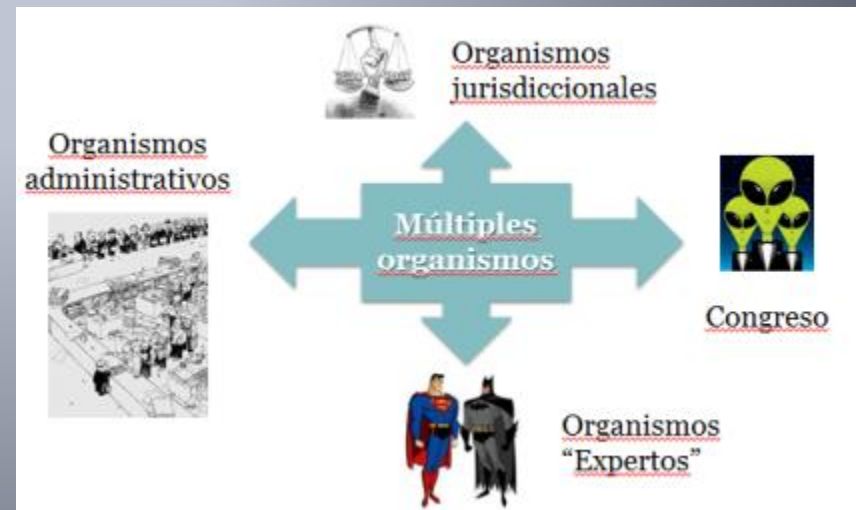 Organismos
jurisdiccionales
Organismos
administrativos
Múltiples
organismos
Congreso
Organismos
“Expertos”